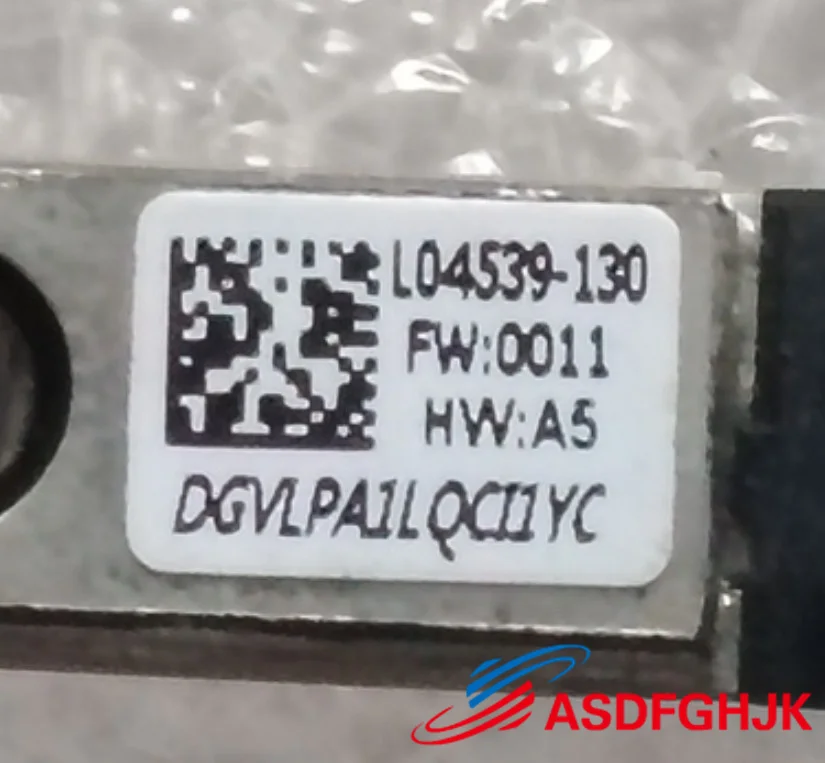 L04539-130
FW:0011
HW:A5
DGVLPA1LQCI1YC
ASDFGHJK